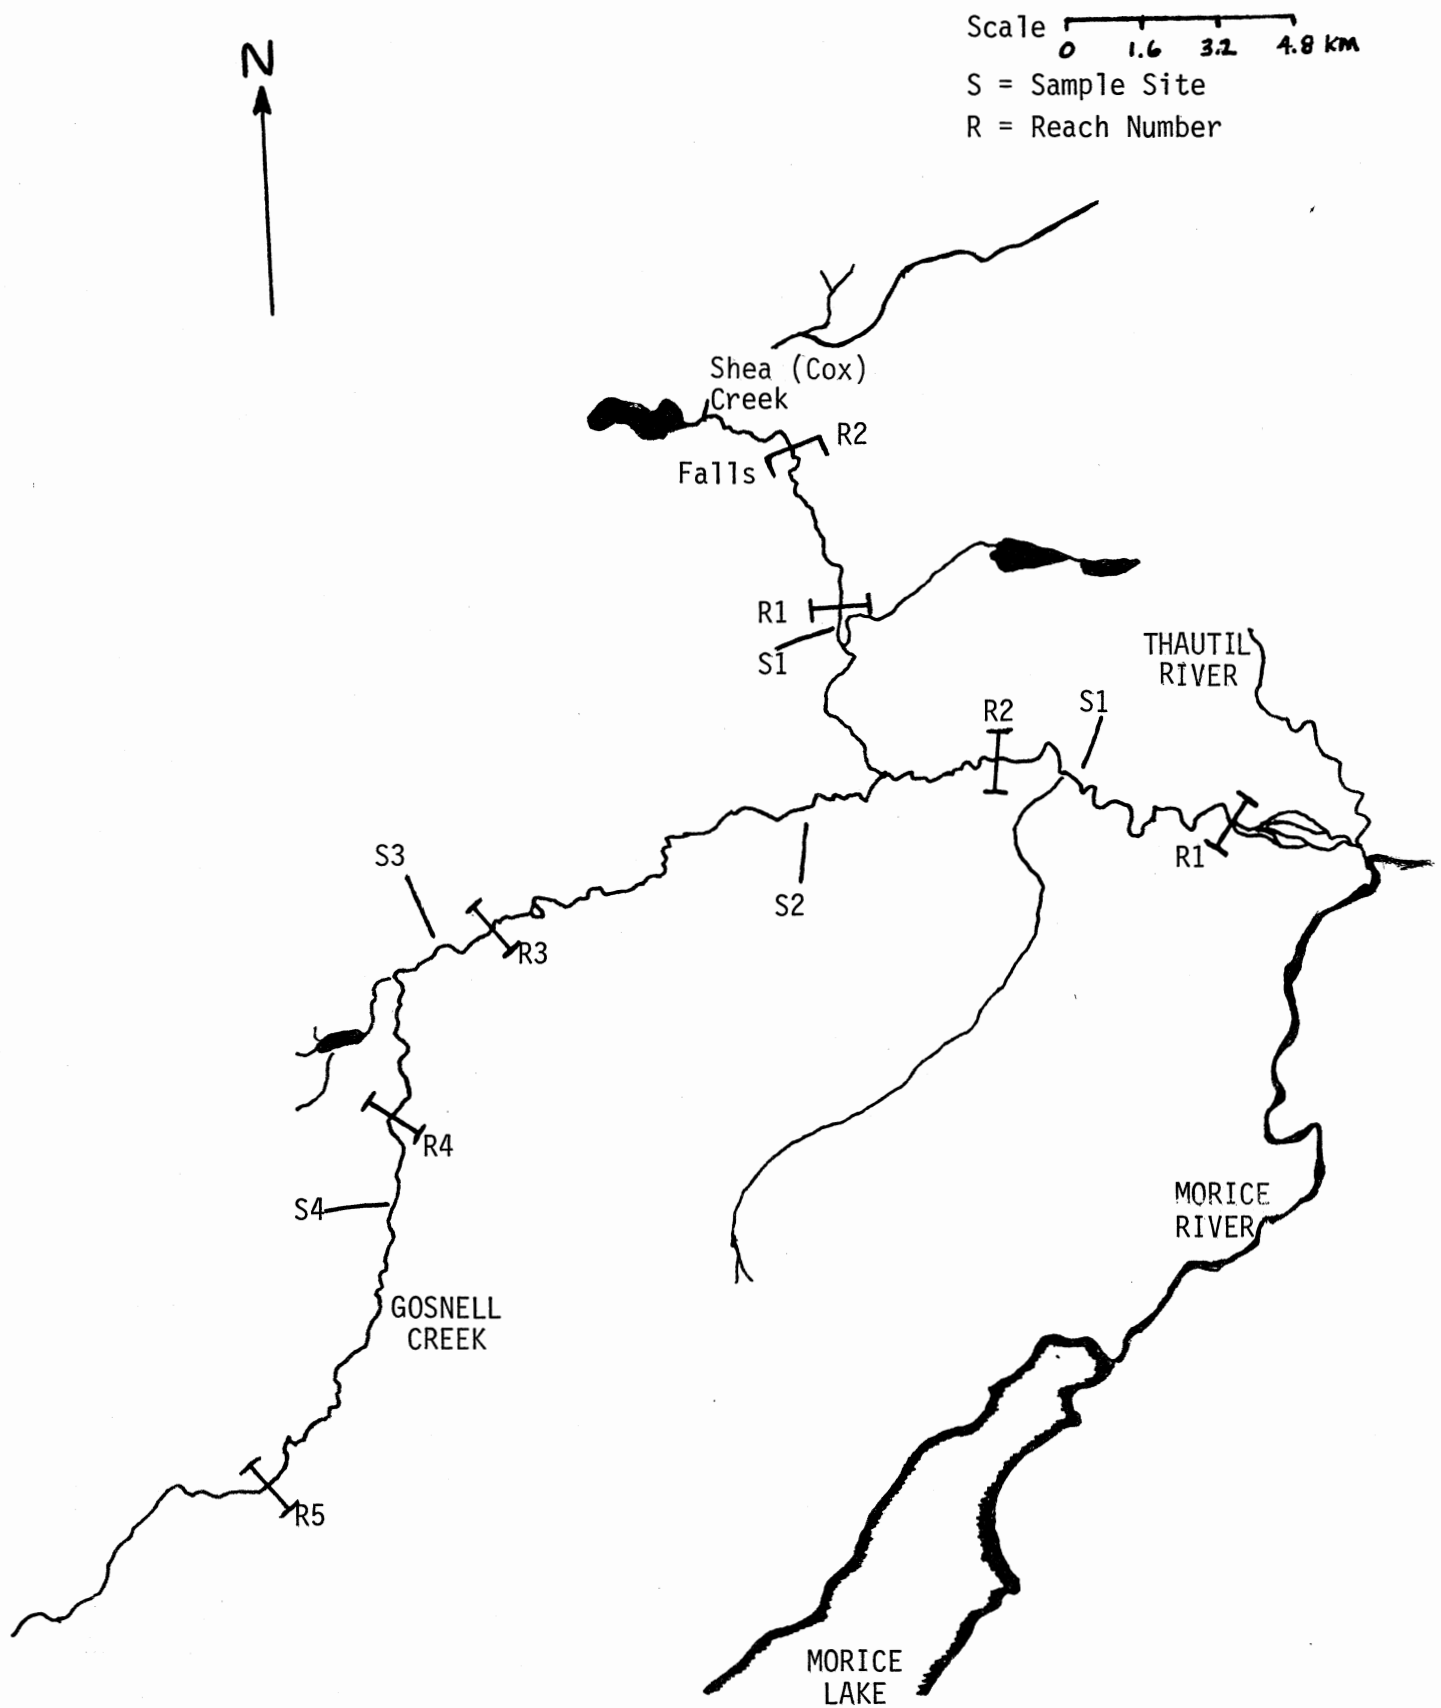 Scale
0 1.6 3.2 4.8 km
S = Sample Site
R = Reach Number
N
Shea (Cox)
Creek
R2
Falls
R1
S1
THAUTIL
RIVER
R2
S1
R1
S3
S2
R3
R4
S4
MORICE
RIVER
GOSNELL
CREEK
R5
MORICE
LAKE